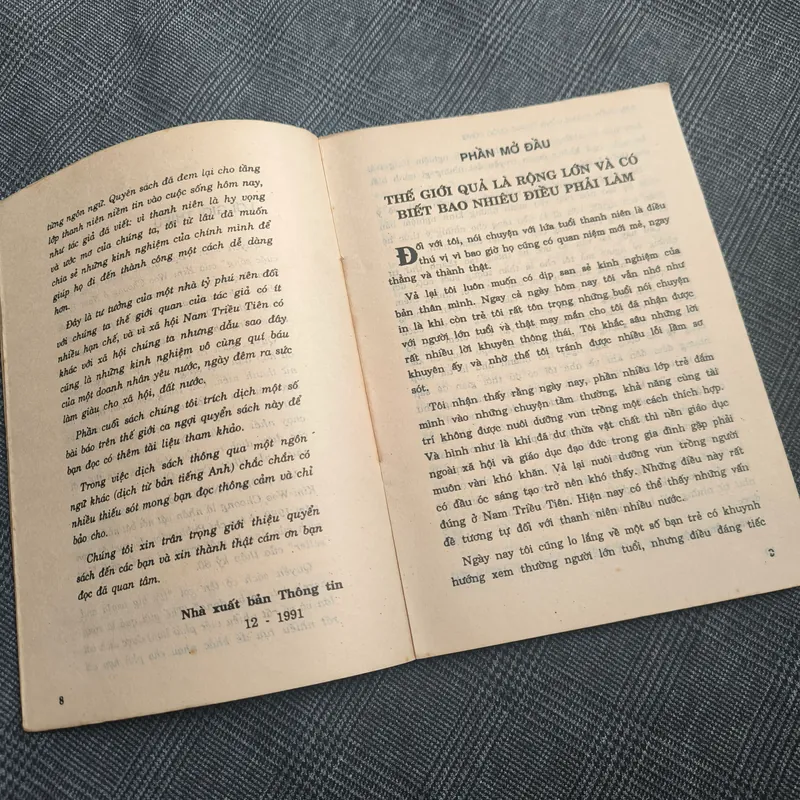 từng ngôn ngữ. Quyển sách đã đem lại cho tầng
lớp thanh niên niềm tin vào cuộc sống hôm nay,
như tác giả đã viết: vì thanh niên là hy vọng
và ước mơ của chúng ta, tôi từ lâu đã muốn
chia sẻ những kinh nghiệm của chính mình để
giúp họ đi đến thành công một cách dễ dàng
hơn.
Đây là tư tưởng của một nhà tỷ phú nên đối
với chúng ta thế giới quan của tác giả có ít
nhiều hạn chế, và vì xã hội Nam Triều Tiên có
khác với xã hội chúng ta nhưng dẫu sao đây
cũng là những kinh nghiệm vô cùng quí báu
của một doanh nhân yêu nước, ngày đêm ra sức
làm giàu cho xã hội, đất nước.
Phần cuối sách chúng tôi trích dịch một số
bài báo trên thế giới ca ngợi quyển sách này để
bạn đọc có thêm tài liệu tham khảo.
Trong việc dịch sách thông qua một ngôn
ngữ khác (dịch từ bản tiếng Anh) chắc chắn có
nhiều thiếu sót mong bạn đọc thông cảm và chỉ
bảo cho.
Chúng tôi xin trân trọng giới thiệu quyển
sách đến các bạn và xin thành thật cám ơn bạn
đọc đã quan tâm.
Nhà xuất bản Thông tin
12 - 1991
8
PHẦN MỞ ĐẦU
THẾ GIỚI QUẢ LÀ RỘNG LỚN VÀ CÓ
BIẾT BAO NHIÊU ĐIỀU PHẢI LÀM
Đối với tôi, nói chuyện với lứa tuổi thanh niên là điều
thú vị vì bao giờ họ cũng có quan niệm mới mẻ, ngay
thẳng và thành thật.
Vả lại tôi luôn muốn có dịp san sẻ kinh nghiệm của
bản thân mình. Ngay cả ngày hôm nay tôi vẫn nhớ như
in là khi còn trẻ tôi rất tôn trọng những buổi nói chuyện
với người lớn tuổi và thật may mắn cho tôi đã nhận được
rất nhiều lời khuyên thông thái. Tôi khắc, sâu những lời
khuyên ấy và nhờ thế tôi tránh được nhiều lỗi lầm sơ
sót.
Tôi nhận thấy rằng ngày nay, phần nhiều lớp trẻ đắm
mình vào những chuyện tầm thường, khả năng cùng tài
trí không được nuôi dưỡng vun trồng một cách thích hợp.
Và hình như là khi đã dư thừa vật chất thì nền giáo dục
ngoài xã hội và giáo dục đạo đức trong gia đình gặp phải
muôn vàn khó khăn. Vả lại nuôi dưỡng vun trồng người
có đầu óc sáng tạo trở nên khó thấy. Những điều này rất
đúng ở Nam Triều Tiên. Hiện nay có thể thấy những vấn
đề tương tự đối với thanh niên nhiều nước.
Ngày nay tôi cũng lo lắng về một số bạn trẻ có khuynh
hướng xem thường người lớn tuổi, nhưng điều đáng tiếc